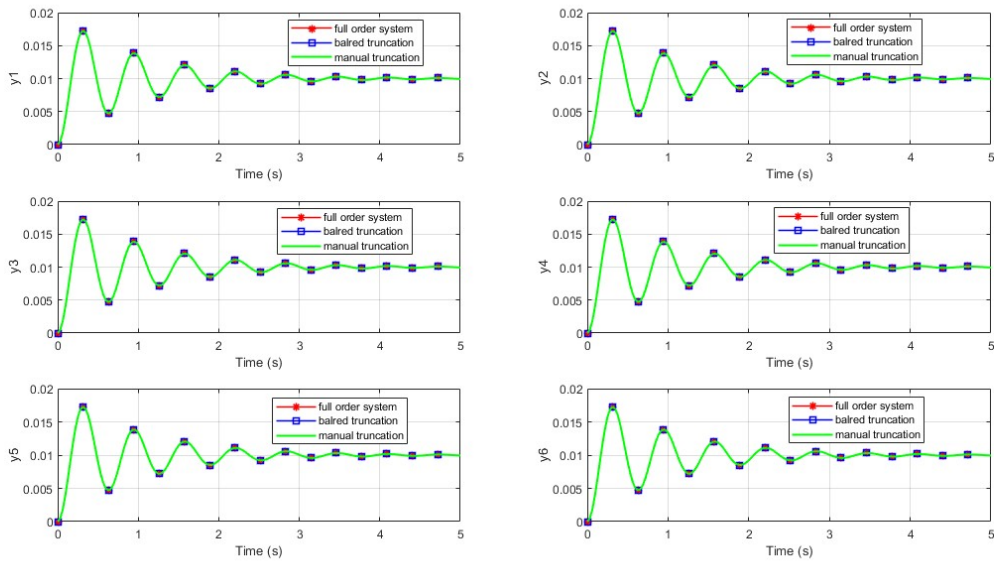 0.02
0.015
0.01
0.005
0
y1
full order system
balred truncation
manual truncation
0 1 2 3 4 5
Time (s)
0.02
0.015
0.01
0.005
0
y2
full order system
balred truncation
manual truncation
0 1 2 3 4 5
Time (s)
0.02
0.015
0.01
0.005
0
y3
full order system
balred truncation
manual truncation
0 1 2 3 4 5
Time (s)
0.02
0.015
0.01
0.005
0
y4
full order system
balred truncation
manual truncation
0 1 2 3 4 5
Time (s)
0.02
0.015
0.01
0.005
0
y5
full order system
balred truncation
manual truncation
0 1 2 3 4 5
Time (s)
0.02
0.015
0.01
0.005
0
y6
full order system
balred truncation
manual truncation
0 1 2 3 4 5
Time (s)